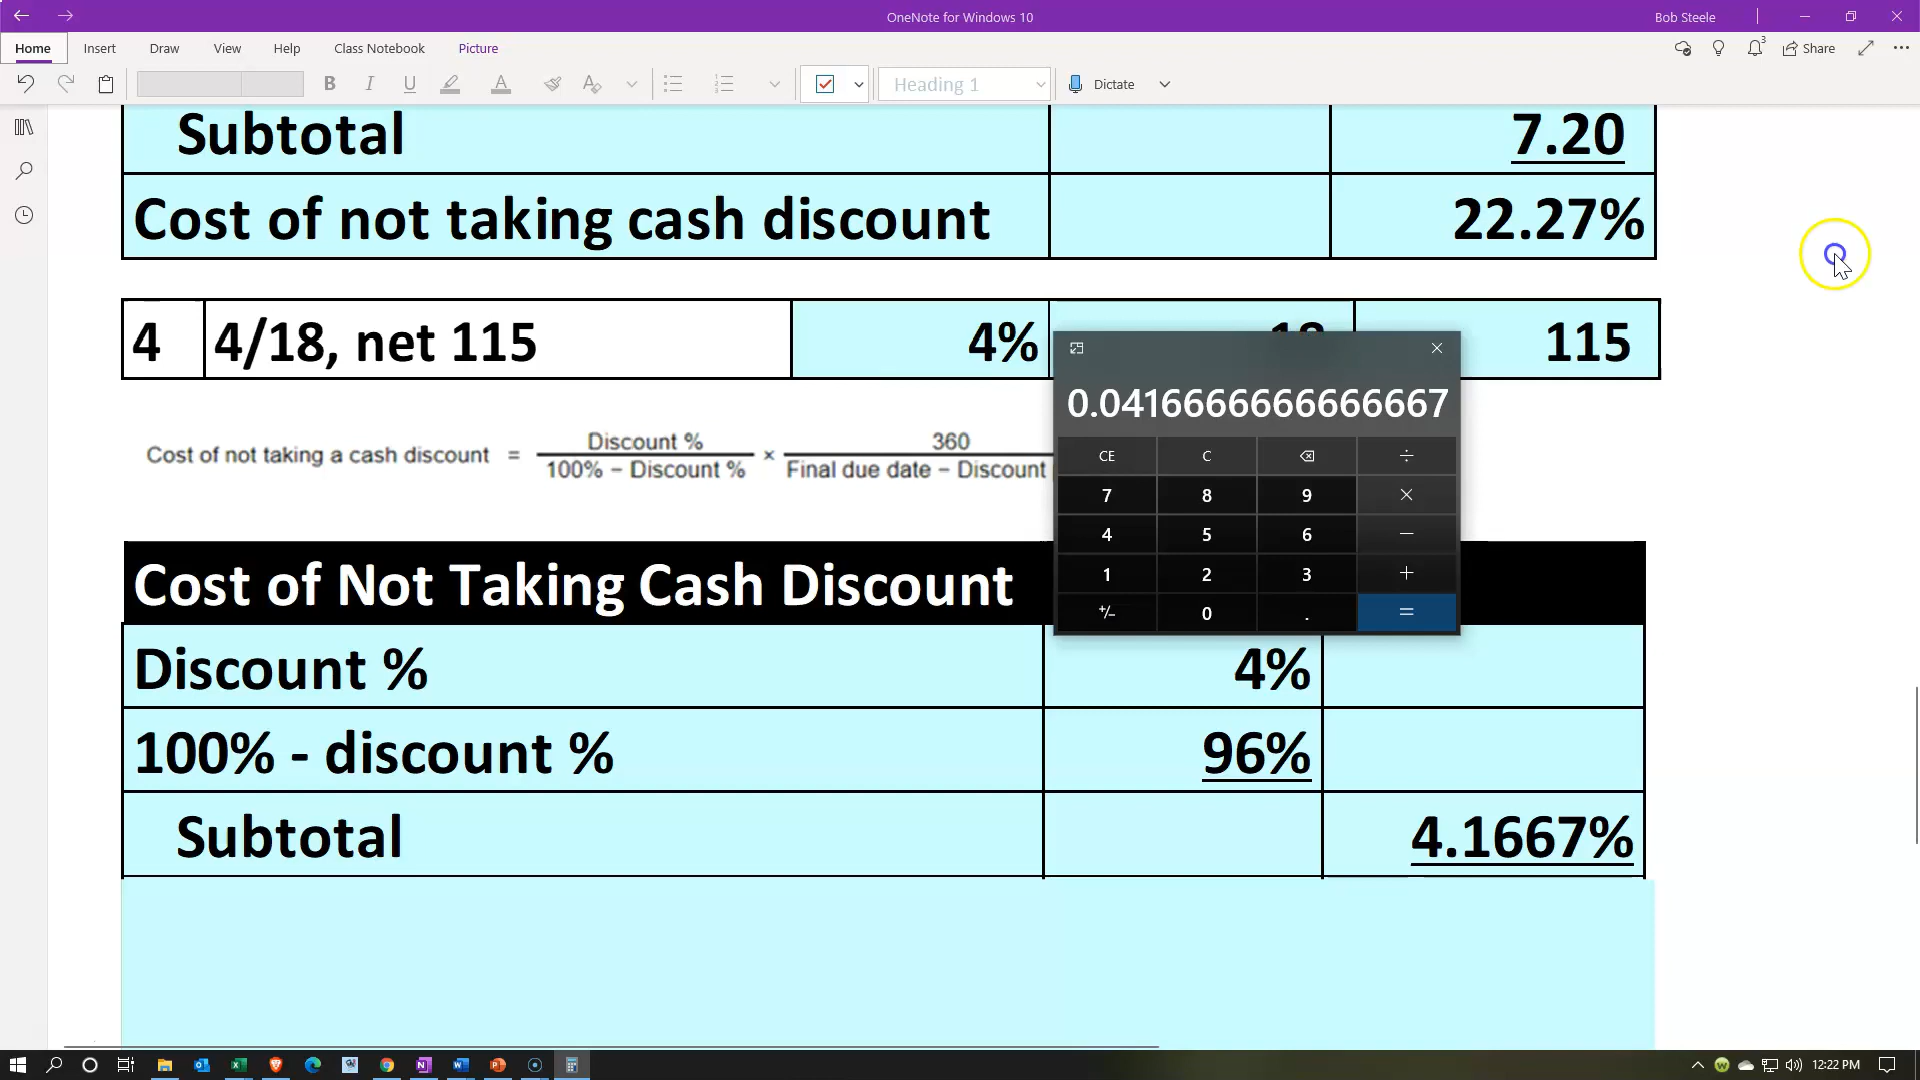 OneNote for Windows 10
Bob Steele
Home Insert Draw View Help Class Notebook Picture
3
Share
B I U A A
Heading 1
Dictate
Subtotal 7.20
Cost of not taking cash discount 22.27%
4 4/18, net 115 4% 18 115
Cost of not taking a cash discount = Discount % / 100% − Discount % × 360 / Final due date − Discount
0.0416666666666667
CE C ÷
7 8 9 ×
4 5 6 −
1 2 3 +
+/− 0 . =
Cost of Not Taking Cash Discount
Discount % 4%
100% - discount % 96%
Subtotal 4.1667%
12:22 PM